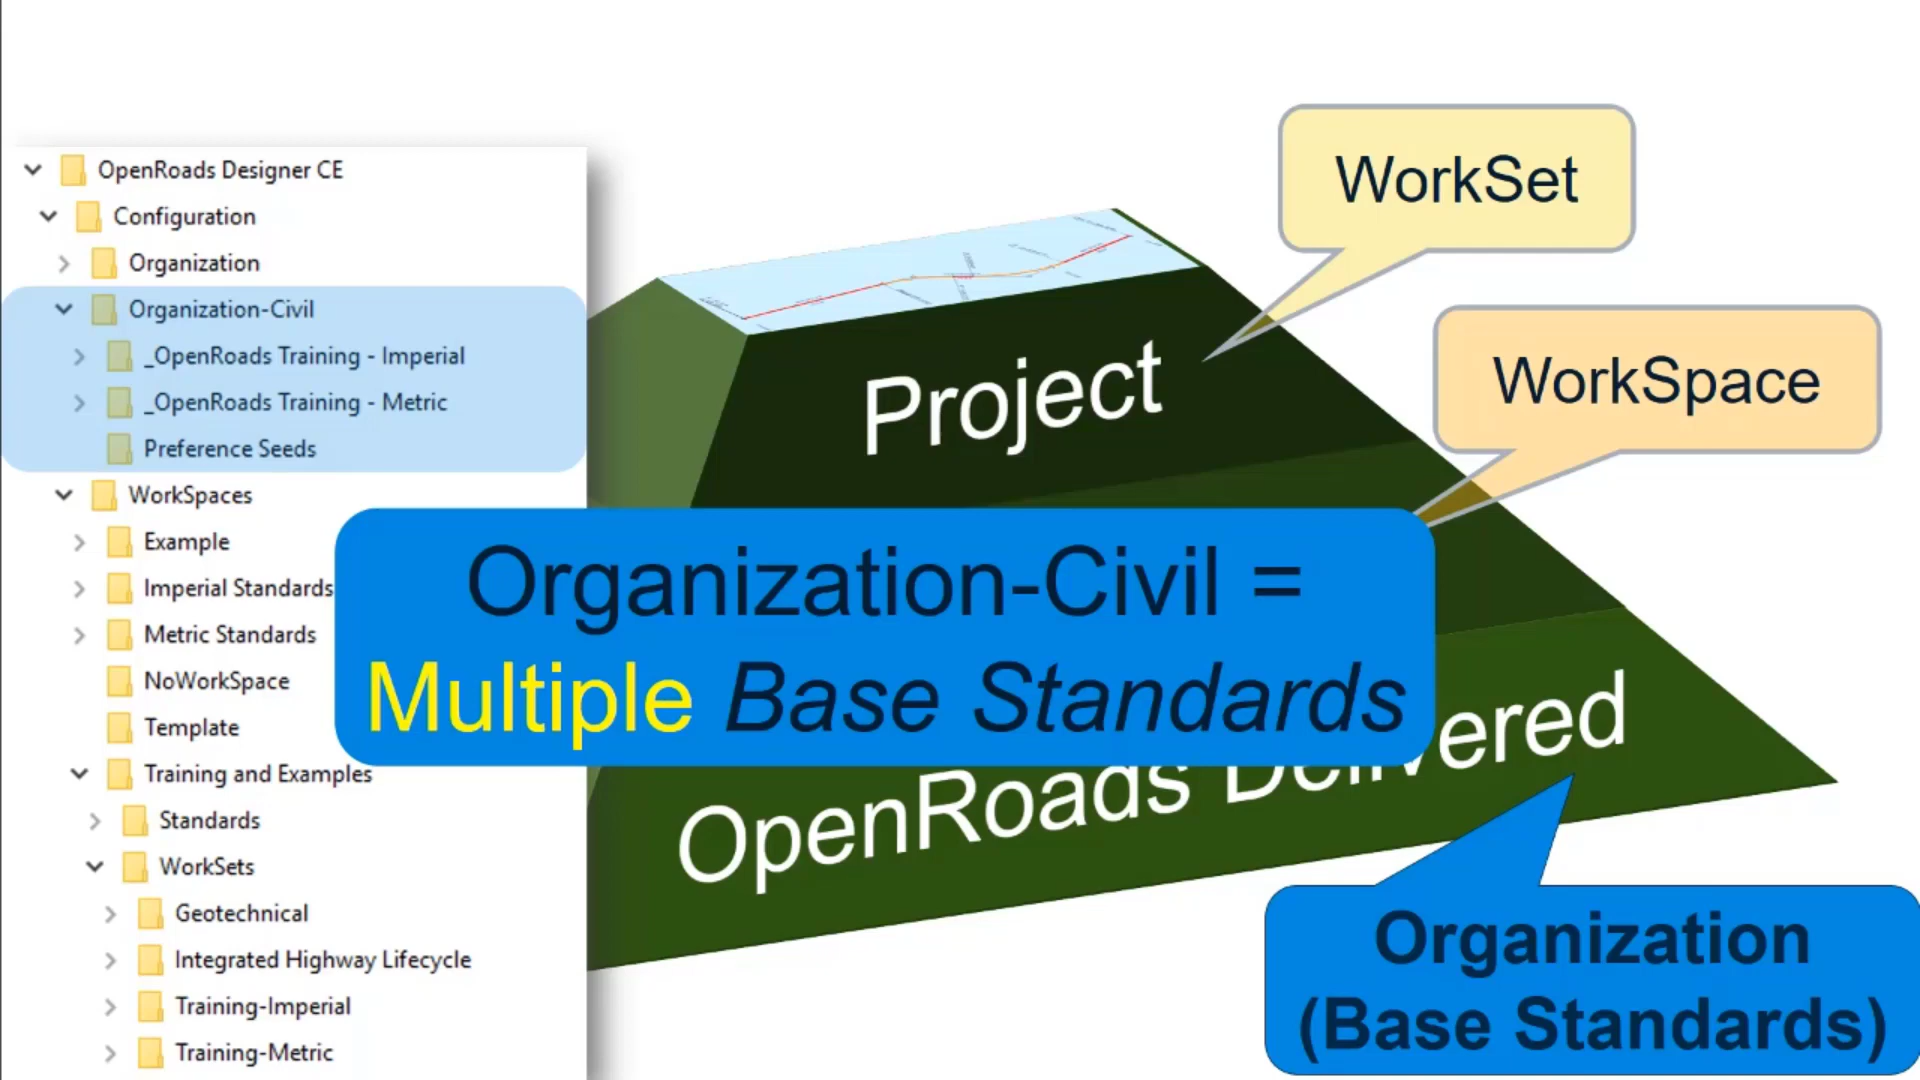 OpenRoads Designer CE
Configuration
Organization
Organization-Civil
_OpenRoads Training - Imperial
_OpenRoads Training - Metric
Preference Seeds
WorkSpaces
Example
Imperial Standards
Metric Standards
NoWorkSpace
Template
Training and Examples
Standards
WorkSets
Geotechnical
Integrated Highway Lifecycle
Training-Imperial
Training-Metric
WorkSet
WorkSpace
Project
Organization-Civil =
Multiple Base Standards
OpenRoads Delivered
Organization
(Base Standards)